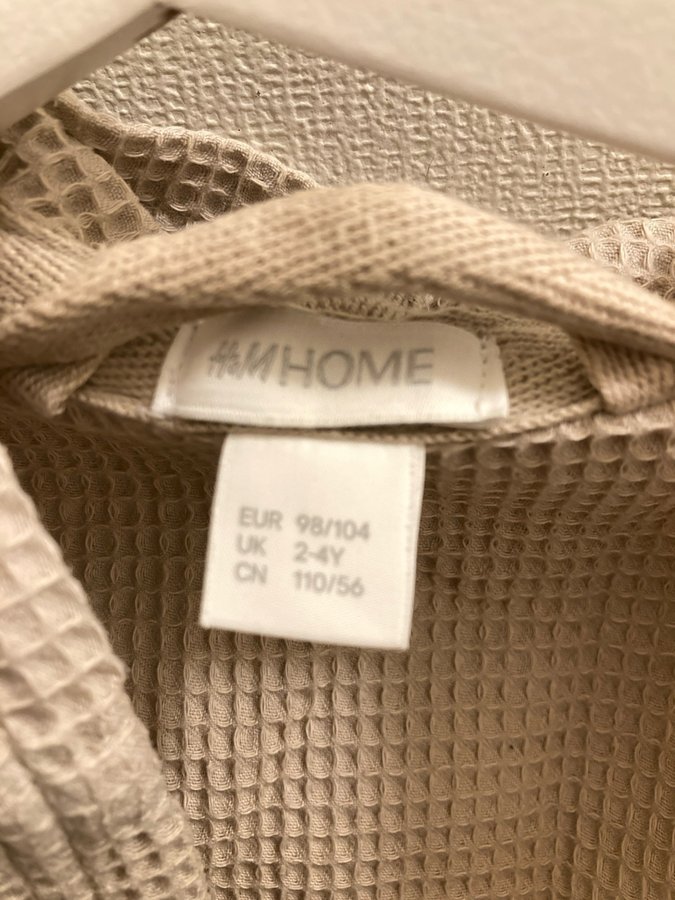 H&M HOME
EUR 98/104
UK 2-4Y
CN 110/56